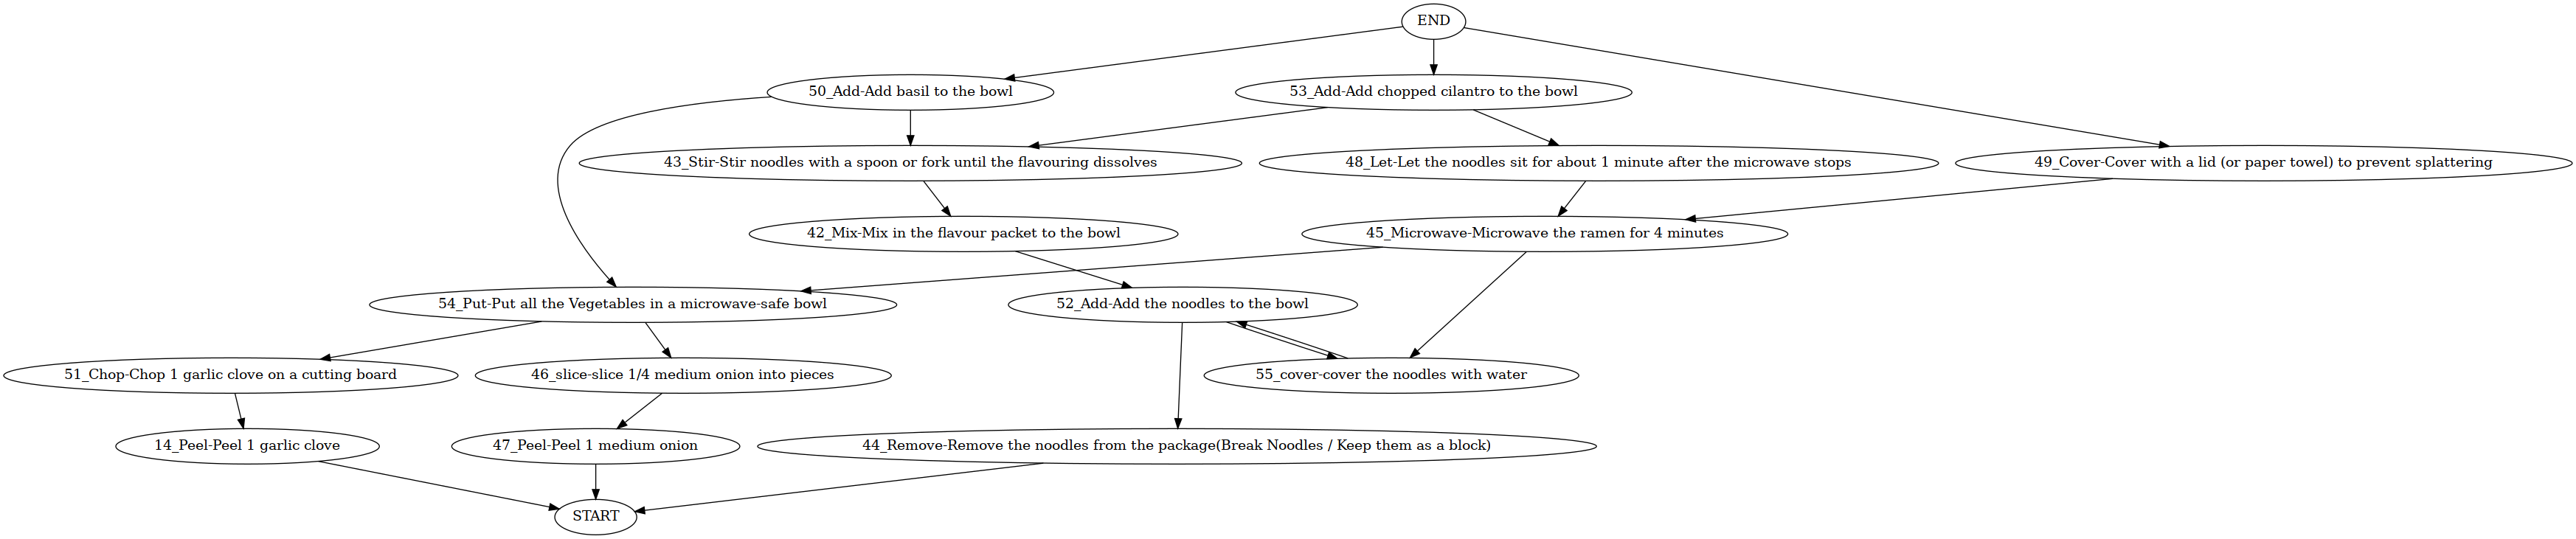 END
50_Add-Add basil to the bowl
53_Add-Add chopped cilantro to the bowl
43_Stir-Stir noodles with a spoon or fork until the flavouring dissolves
48_Let-Let the noodles sit for about 1 minute after the microwave stops
49_Cover-Cover with a lid (or paper towel) to prevent splattering
42_Mix-Mix in the flavour packet to the bowl
45_Microwave-Microwave the ramen for 4 minutes
54_Put-Put all the Vegetables in a microwave-safe bowl
52_Add-Add the noodles to the bowl
51_Chop-Chop 1 garlic clove on a cutting board
46_slice-slice 1/4 medium onion into pieces
55_cover-cover the noodles with water
14_Peel-Peel 1 garlic clove
47_Peel-Peel 1 medium onion
44_Remove-Remove the noodles from the package(Break Noodles / Keep them as a block)
START